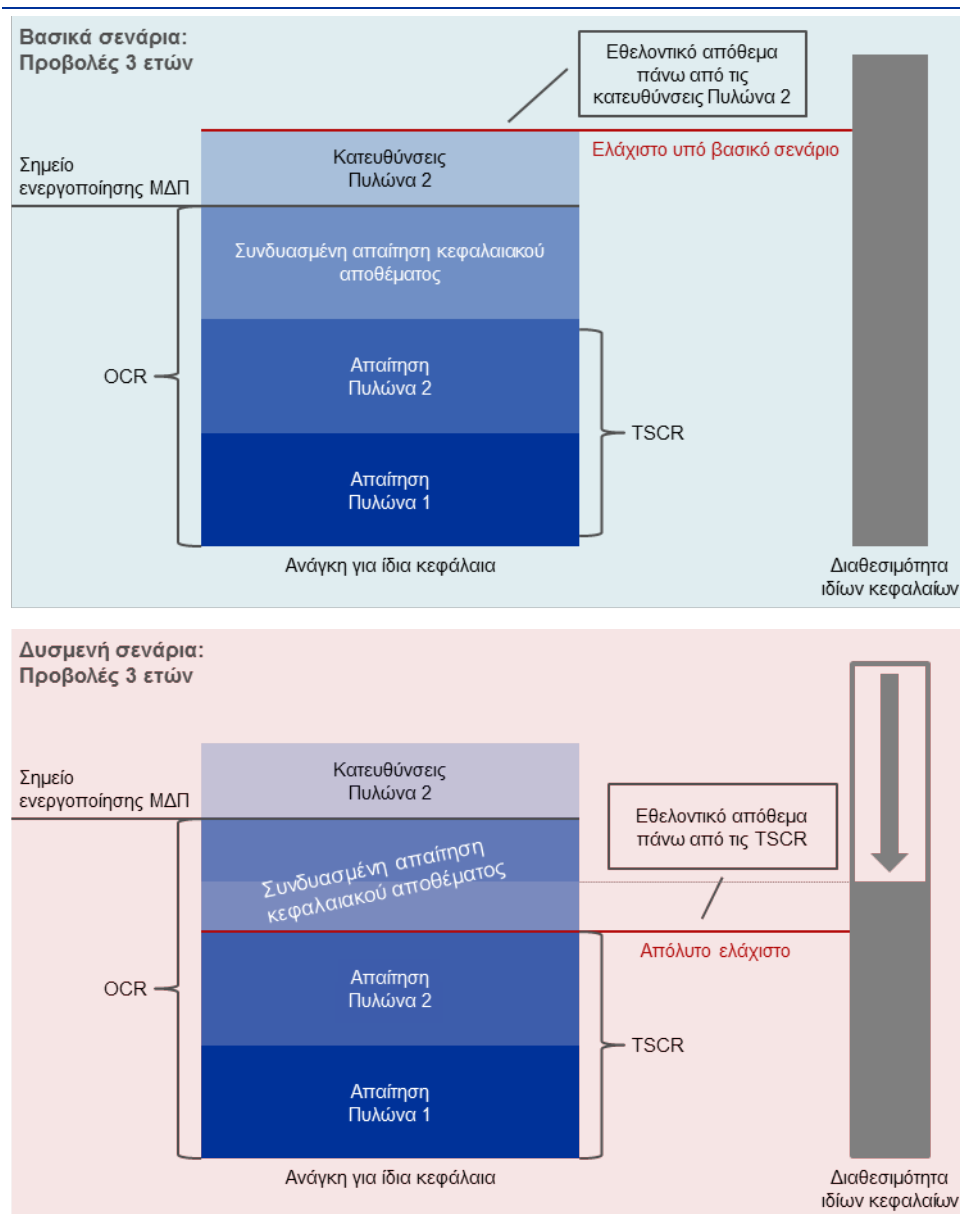 Βασικά σενάρια:
Προβολές 3 ετών
Εθελοντικό απόθεμα
πάνω από τις
κατευθύνσεις Πυλώνα 2
Ελάχιστο υπό βασικό σενάριο
Σημείο
ενεργοποίησης ΜΔΠ
Κατευθύνσεις
Πυλώνα 2
Συνδυασμένη απαίτηση κεφαλαιακού
αποθέματος
OCR
Απαίτηση
Πυλώνα 2
TSCR
Απαίτηση
Πυλώνα 1
Ανάγκη για ίδια κεφάλαια
Διαθεσιμότητα
ιδίων κεφαλαίων
Δυσμενή σενάρια:
Προβολές 3 ετών
Σημείο
ενεργοποίησης ΜΔΠ
Κατευθύνσεις
Πυλώνα 2
Εθελοντικό απόθεμα
πάνω από τις TSCR
Συνδυασμένη απαίτηση
κεφαλαιακού αποθέματος
Απόλυτο ελάχιστο
OCR
Απαίτηση
Πυλώνα 2
TSCR
Απαίτηση
Πυλώνα 1
Ανάγκη για ίδια κεφάλαια
Διαθεσιμότητα
ιδίων κεφαλαίων